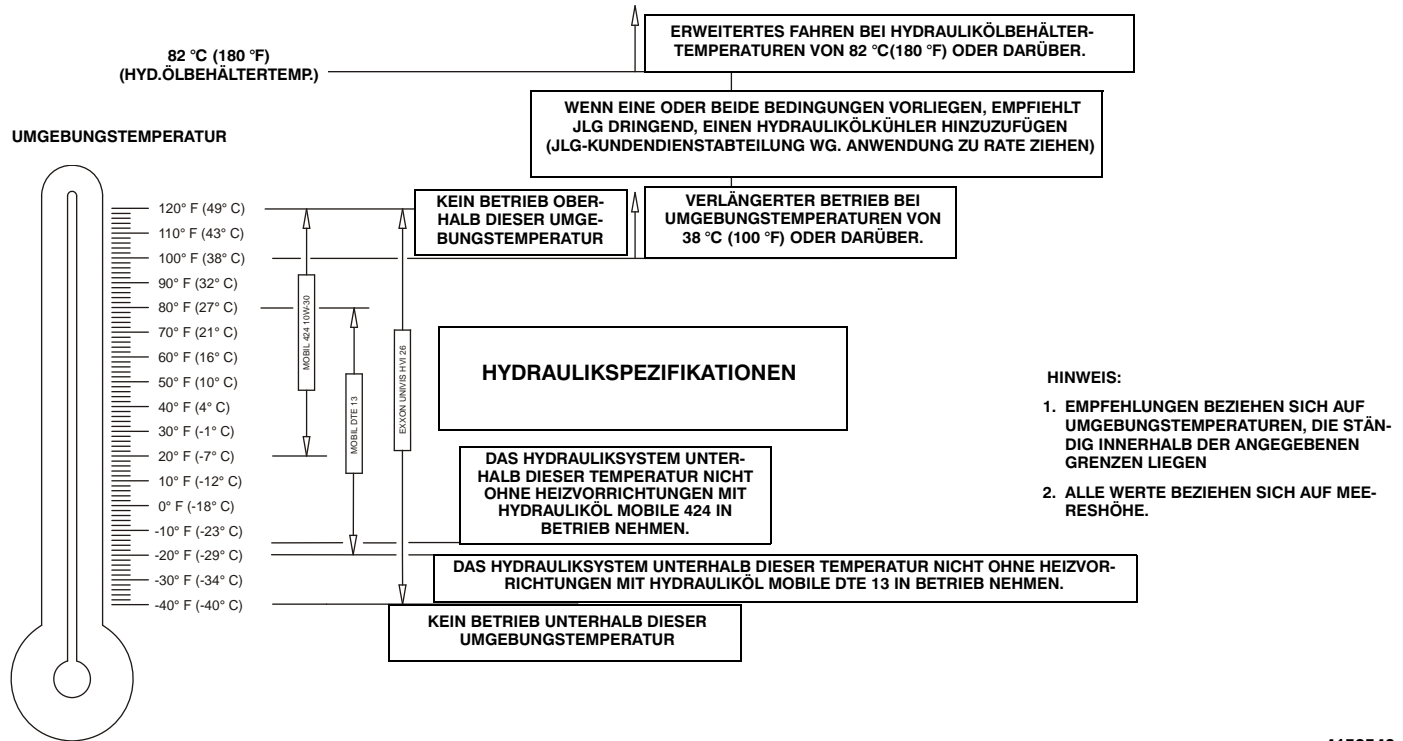 82 °C (180 °F)
(HYD.ÖLBEHÄLTERTEMP.)
ERWEITERTES FAHREN BEI HYDRAULIKÖLBEHÄLTER-
TEMPERATUREN VON 82 °C(180 °F) ODER DARÜBER.
WENN EINE ODER BEIDE BEDINGUNGEN VORLIEGEN, EMPFIEHLT
JLG DRINGEND, EINEN HYDRAULIKÖLKÜHLER HINZUZUFÜGEN
(JLG-KUNDENDIENSTABTEILUNG WG. ANWENDUNG ZU RATE ZIEHEN)
UMGEBUNGSTEMPERATUR
KEIN BETRIEB OBER-
HALB DIESER UMGE-
BUNGSTEMPERATUR
VERLÄNGERTER BETRIEB BEI
UMGEBUNGSTEMPERATUREN VON
38 °C (100 °F) ODER DARÜBER.
120° F (49° C)
110° F (43° C)
100° F (38° C)
90° F (32° C)
80° F (27° C)
70° F (21° C)
60° F (16° C)
50° F (10° C)
40° F (4° C)
30° F (-1° C)
20° F (-7° C)
10° F (-12° C)
0° F (-18° C)
-10° F (-23° C)
-20° F (-29° C)
-30° F (-34° C)
-40° F (-40° C)
MOBIL 424 10W-30
MOBIL DTE 13
EXXON UNIVIS HVI 26
HYDRAULIKSPEZIFIKATIONEN
DAS HYDRAULIKSYSTEM UNTER-
HALB DIESER TEMPERATUR NICHT
OHNE HEIZVORRICHTUNGEN MIT
HYDRAULIKÖL MOBILE 424 IN
BETRIEB NEHMEN.
DAS HYDRAULIKSYSTEM UNTERHALB DIESER TEMPERATUR NICHT OHNE HEIZVOR-
RICHTUNGEN MIT HYDRAULIKÖL MOBILE DTE 13 IN BETRIEB NEHMEN.
KEIN BETRIEB UNTERHALB DIESER
UMGEBUNGSTEMPERATUR
HINWEIS:
1. EMPFEHLUNGEN BEZIEHEN SICH AUF
UMGEBUNGSTEMPERATUREN, DIE STÄN-
DIG INNERHALB DER ANGEGEBENEN
GRENZEN LIEGEN
2. ALLE WERTE BEZIEHEN SICH AUF MEE-
RESHÖHE.